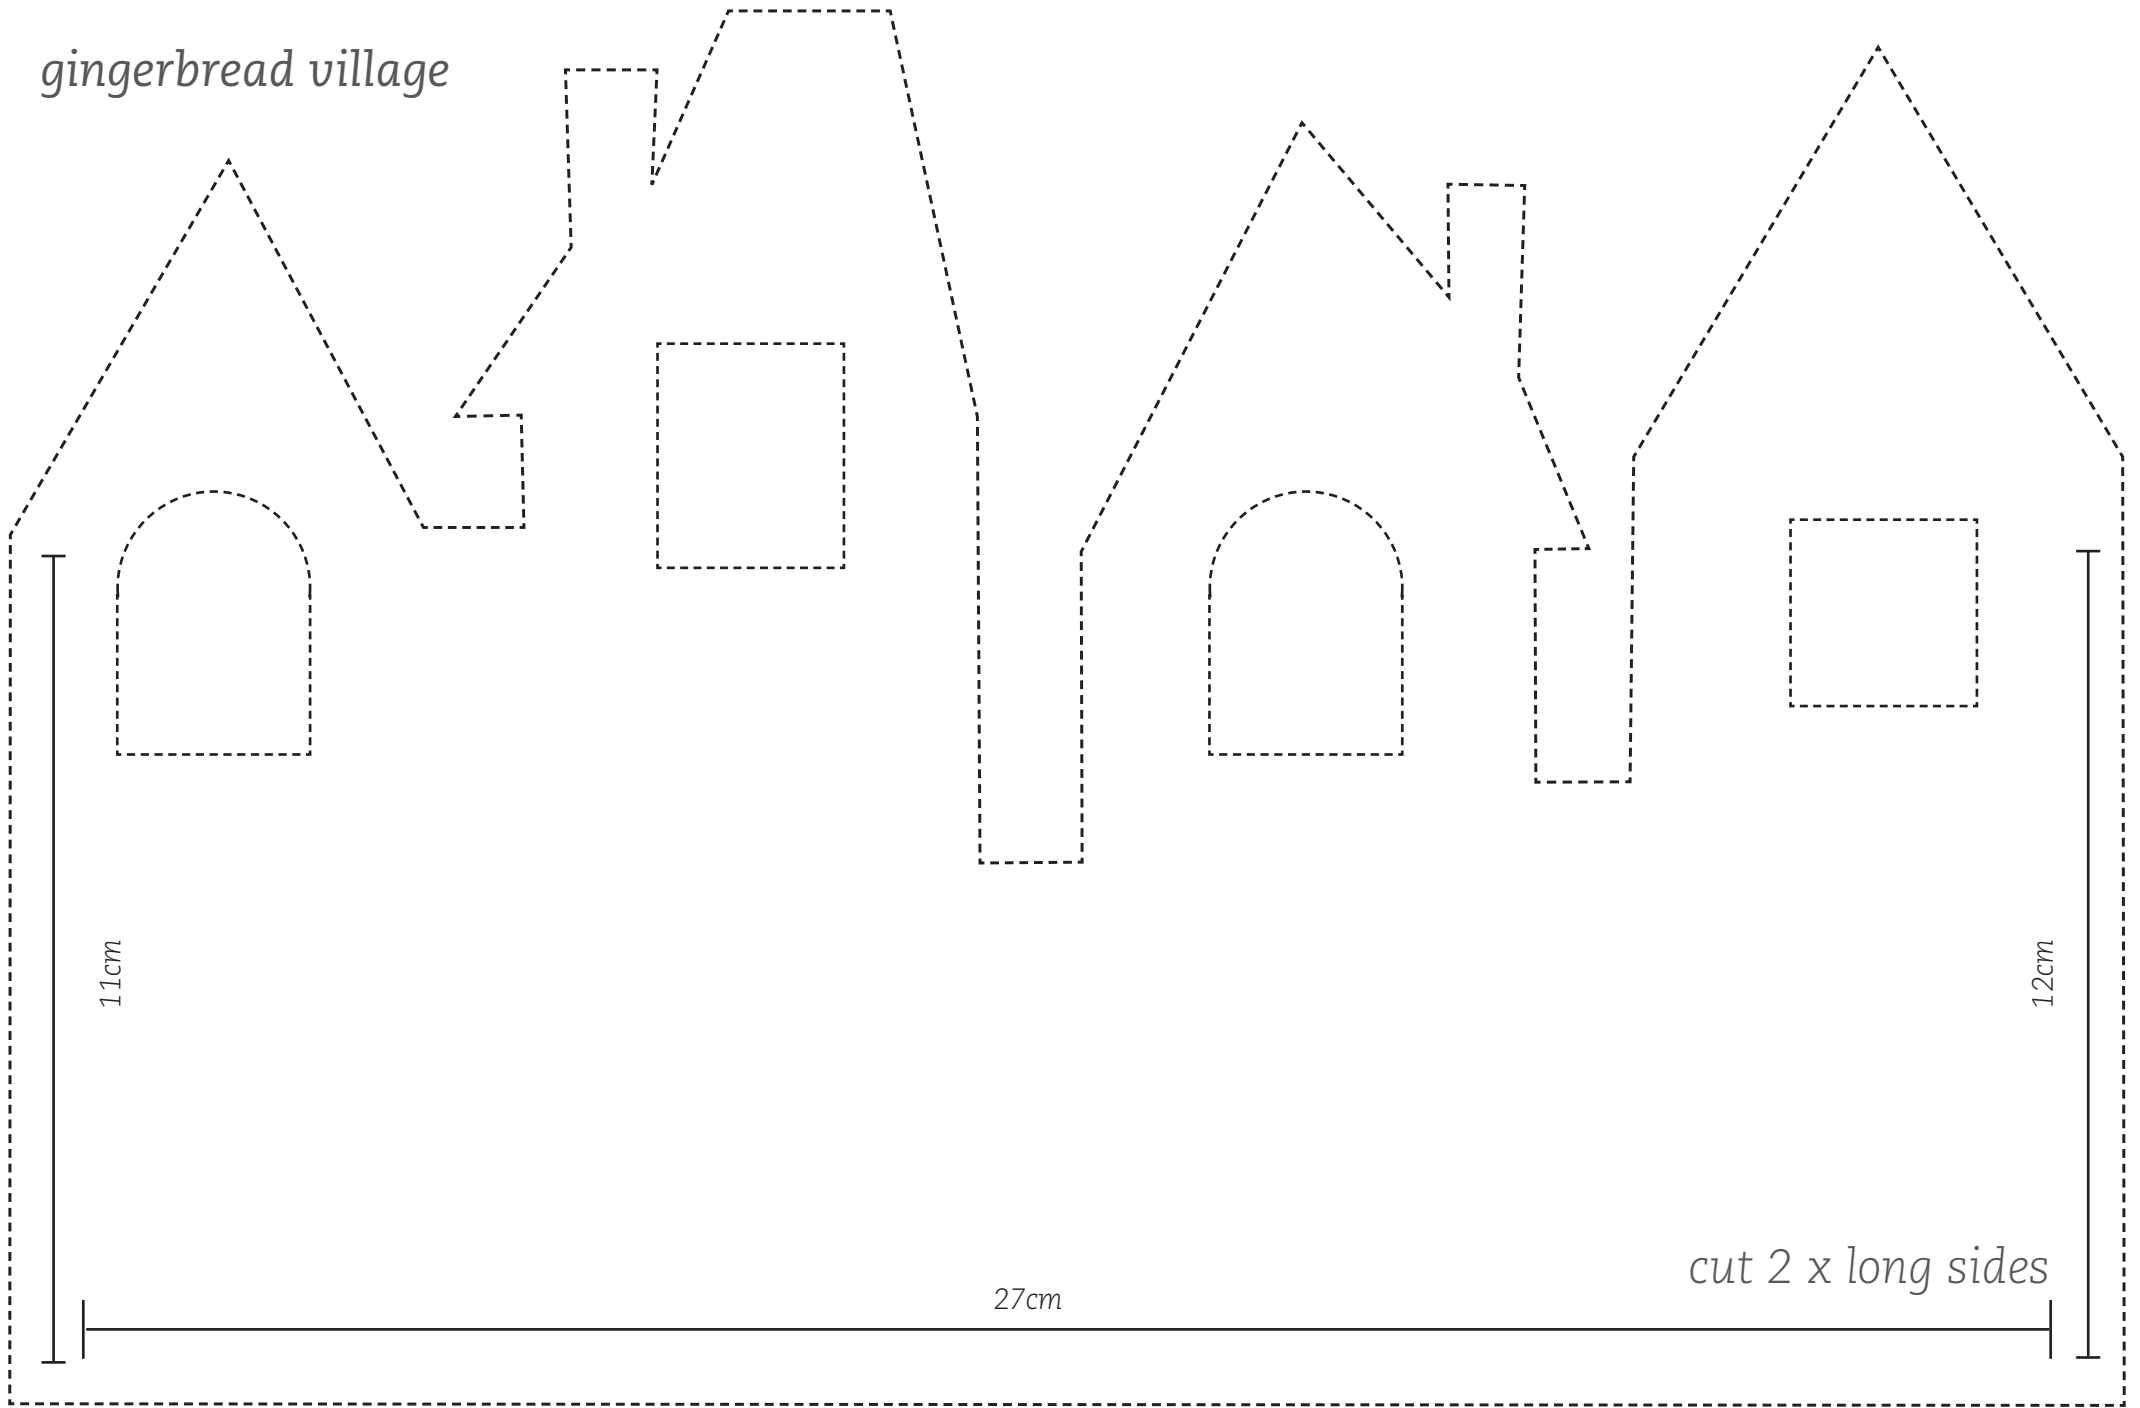 gingerbread village
11cm
12cm
cut 2 x long sides
27cm